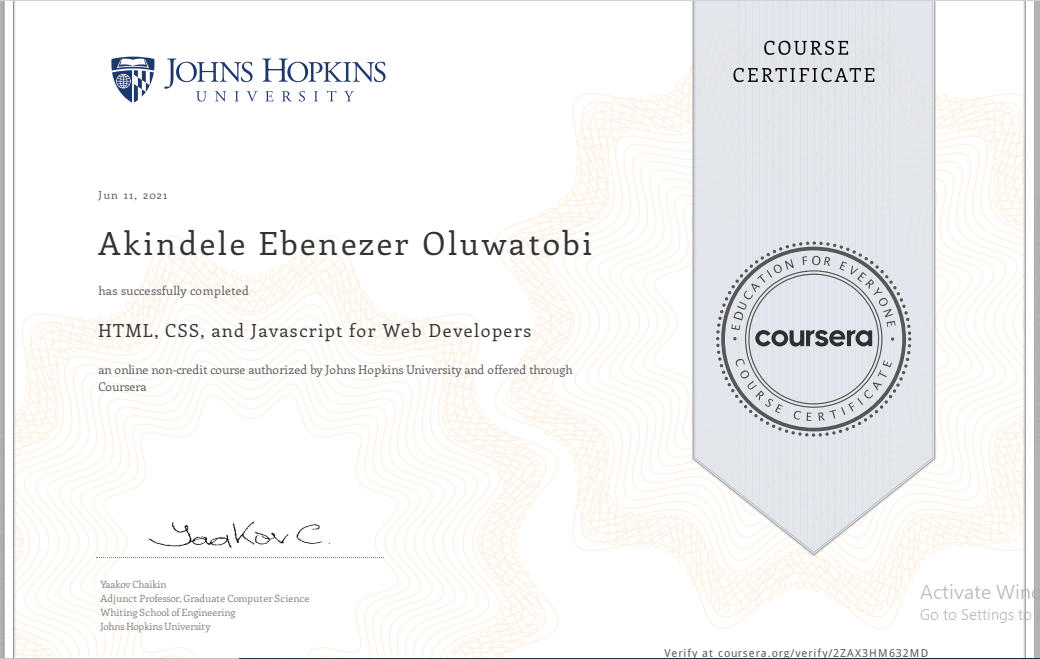 JOHNS HOPKINS
UNIVERSITY
COURSE
CERTIFICATE
Jun 11, 2021
Akindele Ebenezer Oluwatobi
has successfully completed
HTML, CSS, and Javascript for Web Developers
an online non-credit course authorized by Johns Hopkins University and offered through
Coursera
EDUCATION FOR EVERYONE
coursera
COURSE CERTIFICATE
Yaakov C.
Yaakov Chaikin
Adjunct Professor, Graduate Computer Science
Whiting School of Engineering
Johns Hopkins University
Activate Win
Go to Settings to
Verify at coursera.org/verify/2ZAX3HM632MD